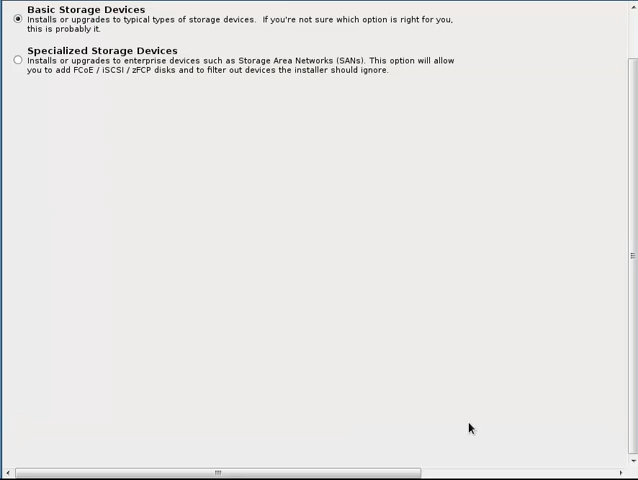 Basic Storage Devices
Installs or upgrades to typical types of storage devices.  If you're not sure which option is right for you,
this is probably it.
Specialized Storage Devices
Installs or upgrades to enterprise devices such as Storage Area Networks (SANs). This option will allow
you to add FCoE / iSCSI / zFCP disks and to filter out devices the installer should ignore.